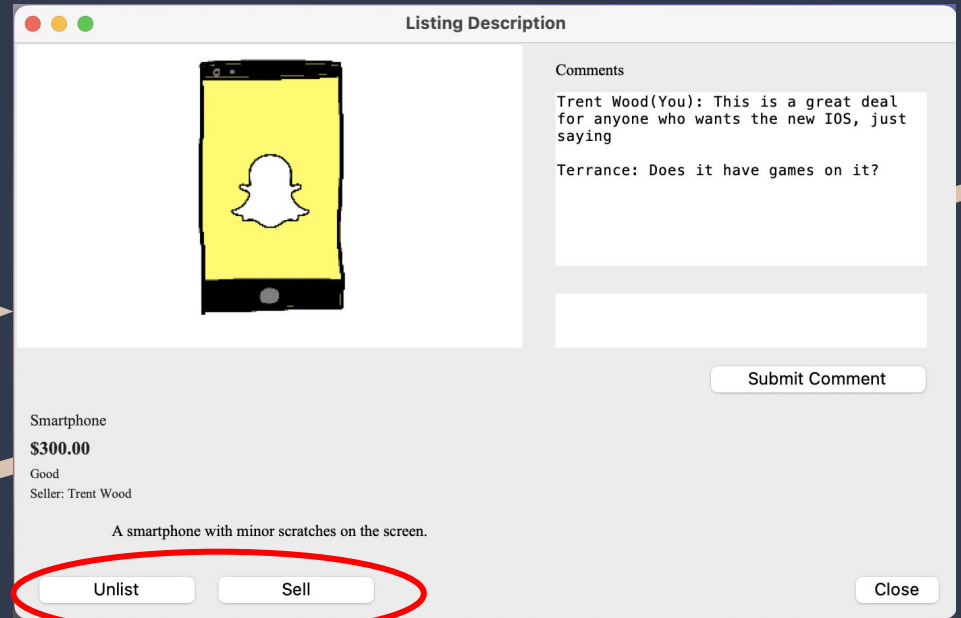 Listing Description
Comments
Trent Wood(You): This is a great deal
for anyone who wants the new IOS, just
saying
Terrance: Does it have games on it?
Submit Comment
Smartphone
$300.00
Good
Seller: Trent Wood
A smartphone with minor scratches on the screen.
Unlist
Sell
Close